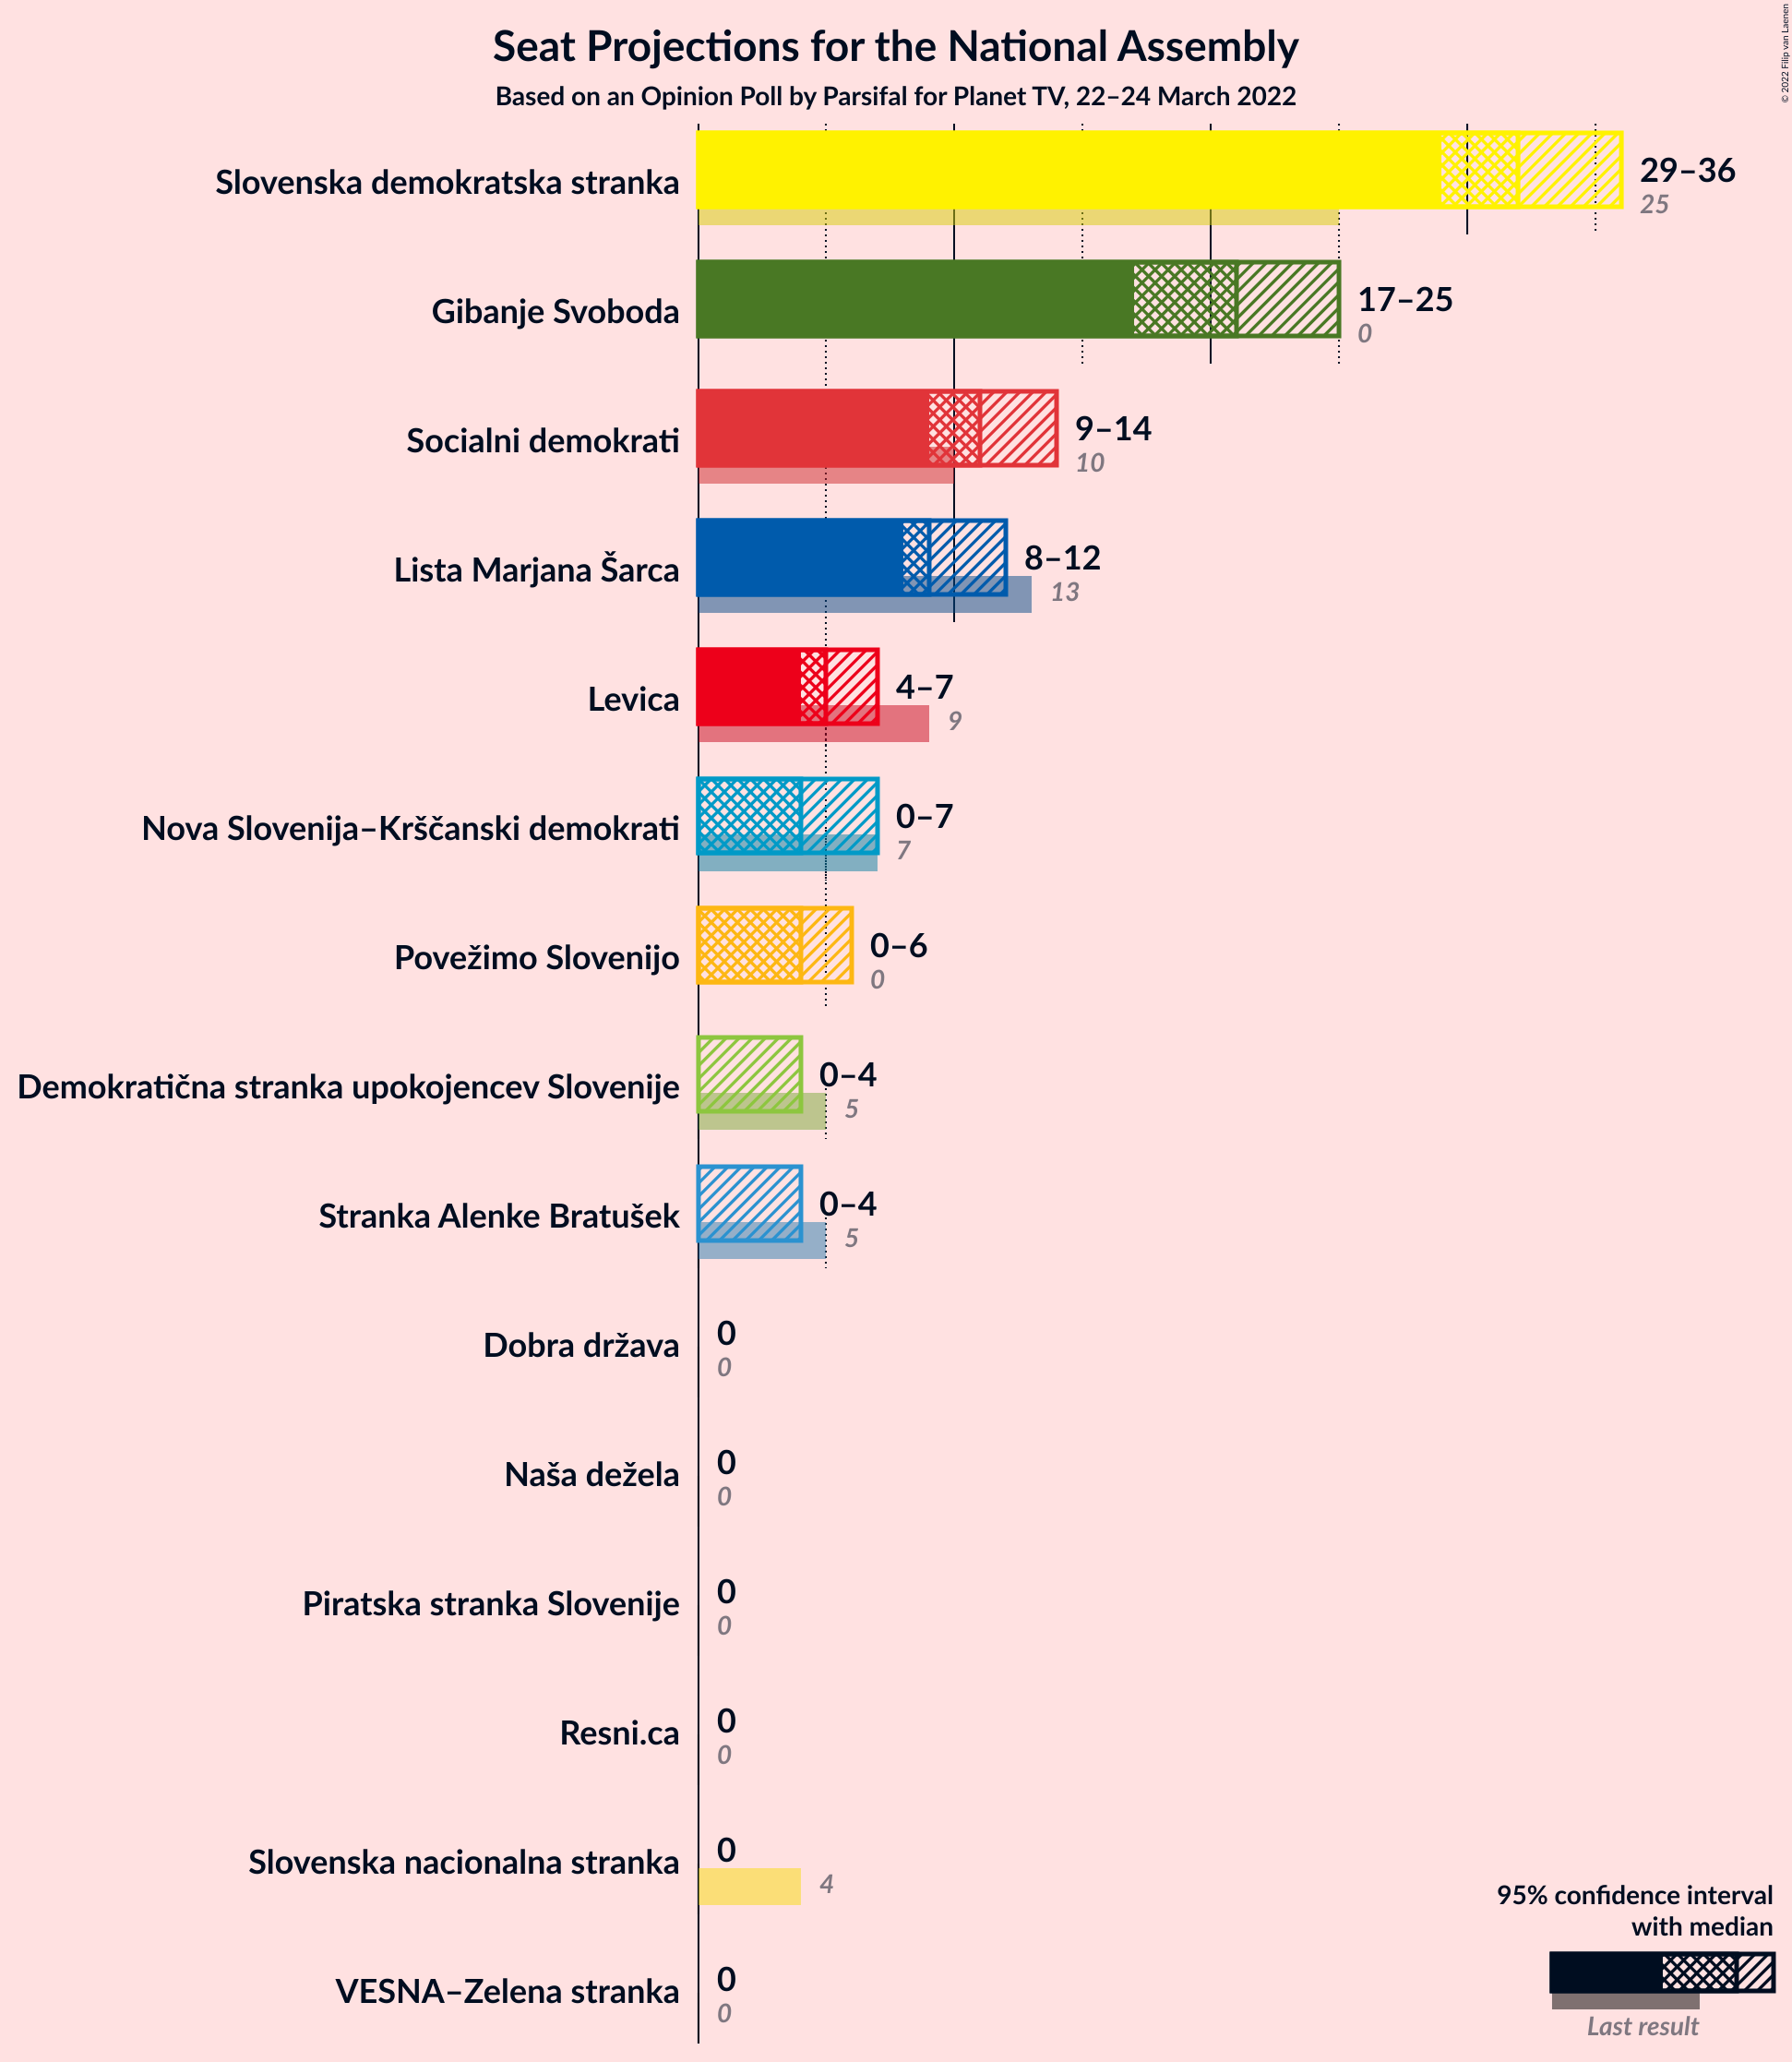 Seat Projections for the National Assembly
Based on an Opinion Poll by Parsifal for Planet TV, 22–24 March 2022
© 2022 Filip van Laenen
Slovenska demokratska stranka
29–36
25
Gibanje Svoboda
17–25
0
Socialni demokrati
9–14
10
Lista Marjana Šarca
8–12
13
Levica
4–7
9
Nova Slovenija–Krščanski demokrati
0–7
7
Povežimo Slovenijo
0–6
0
Demokratična stranka upokojencev Slovenije
0–4
5
Stranka Alenke Bratušek
0–4
5
Dobra država
0
0
Naša dežela
0
0
Piratska stranka Slovenije
0
0
Resni.ca
0
0
Slovenska nacionalna stranka
0
4
VESNA–Zelena stranka
0
0
95% confidence interval
with median
Last result